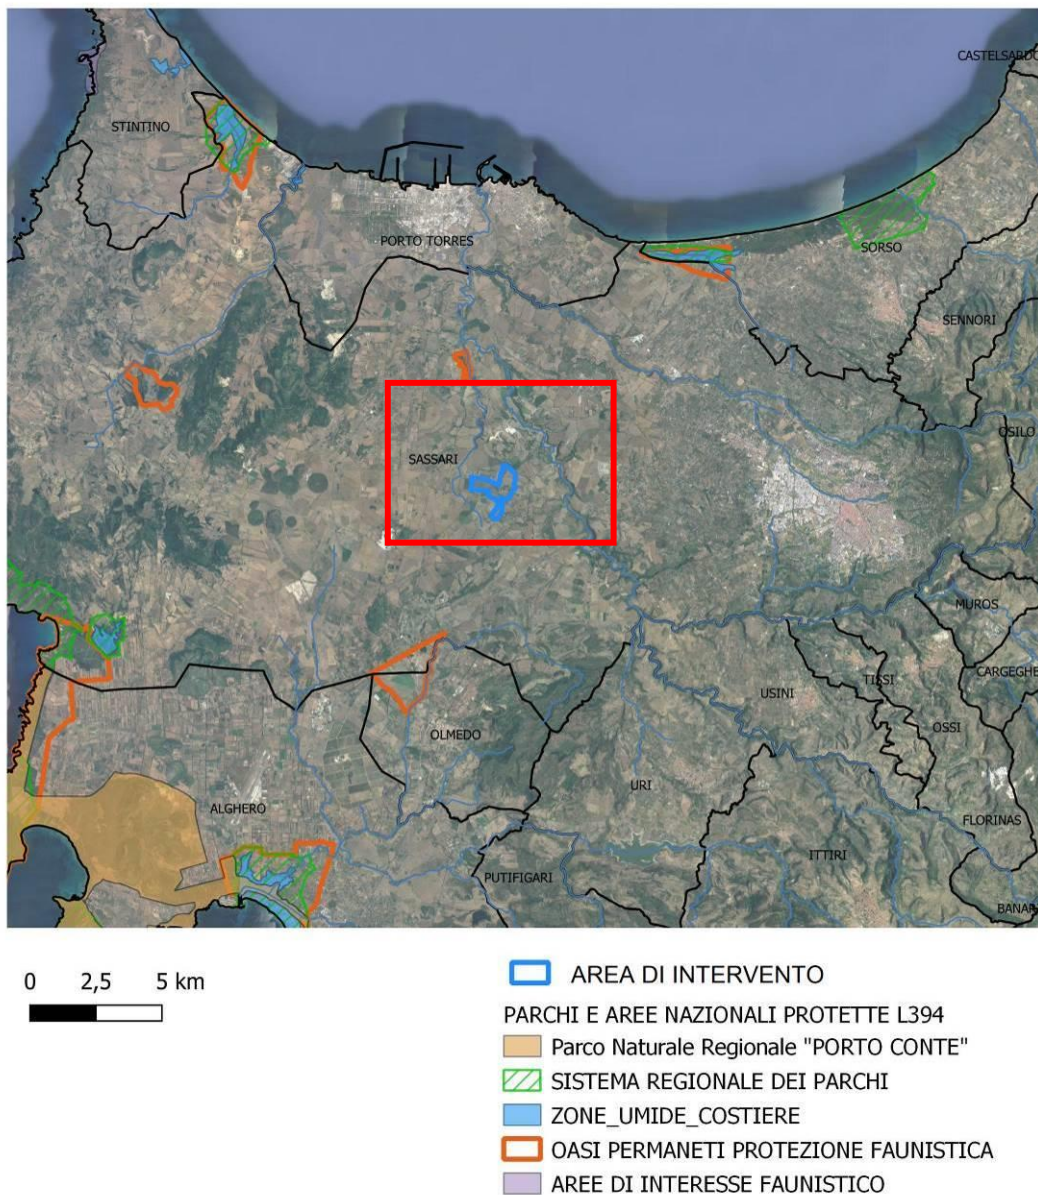 CASTELSARDO
STINTINO
PORTO TORRES
SORSO
SENNORI
OSILO
SASSARI
MUROS
CARGEGHE
USINI
TISSI
OSSI
OLMEDO
URI
ALGHERO
FLORINAS
ITTIRI
PUTIFIGARI
BANAR
0 2,5 5 km
AREA DI INTERVENTO
PARCHI E AREE NAZIONALI PROTETTE L394
Parco Naturale Regionale "PORTO CONTE"
SISTEMA REGIONALE DEI PARCHI
ZONE_UMIDE_COSTIERE
OASI PERMANETI PROTEZIONE FAUNISTICA
AREE DI INTERESSE FAUNISTICO